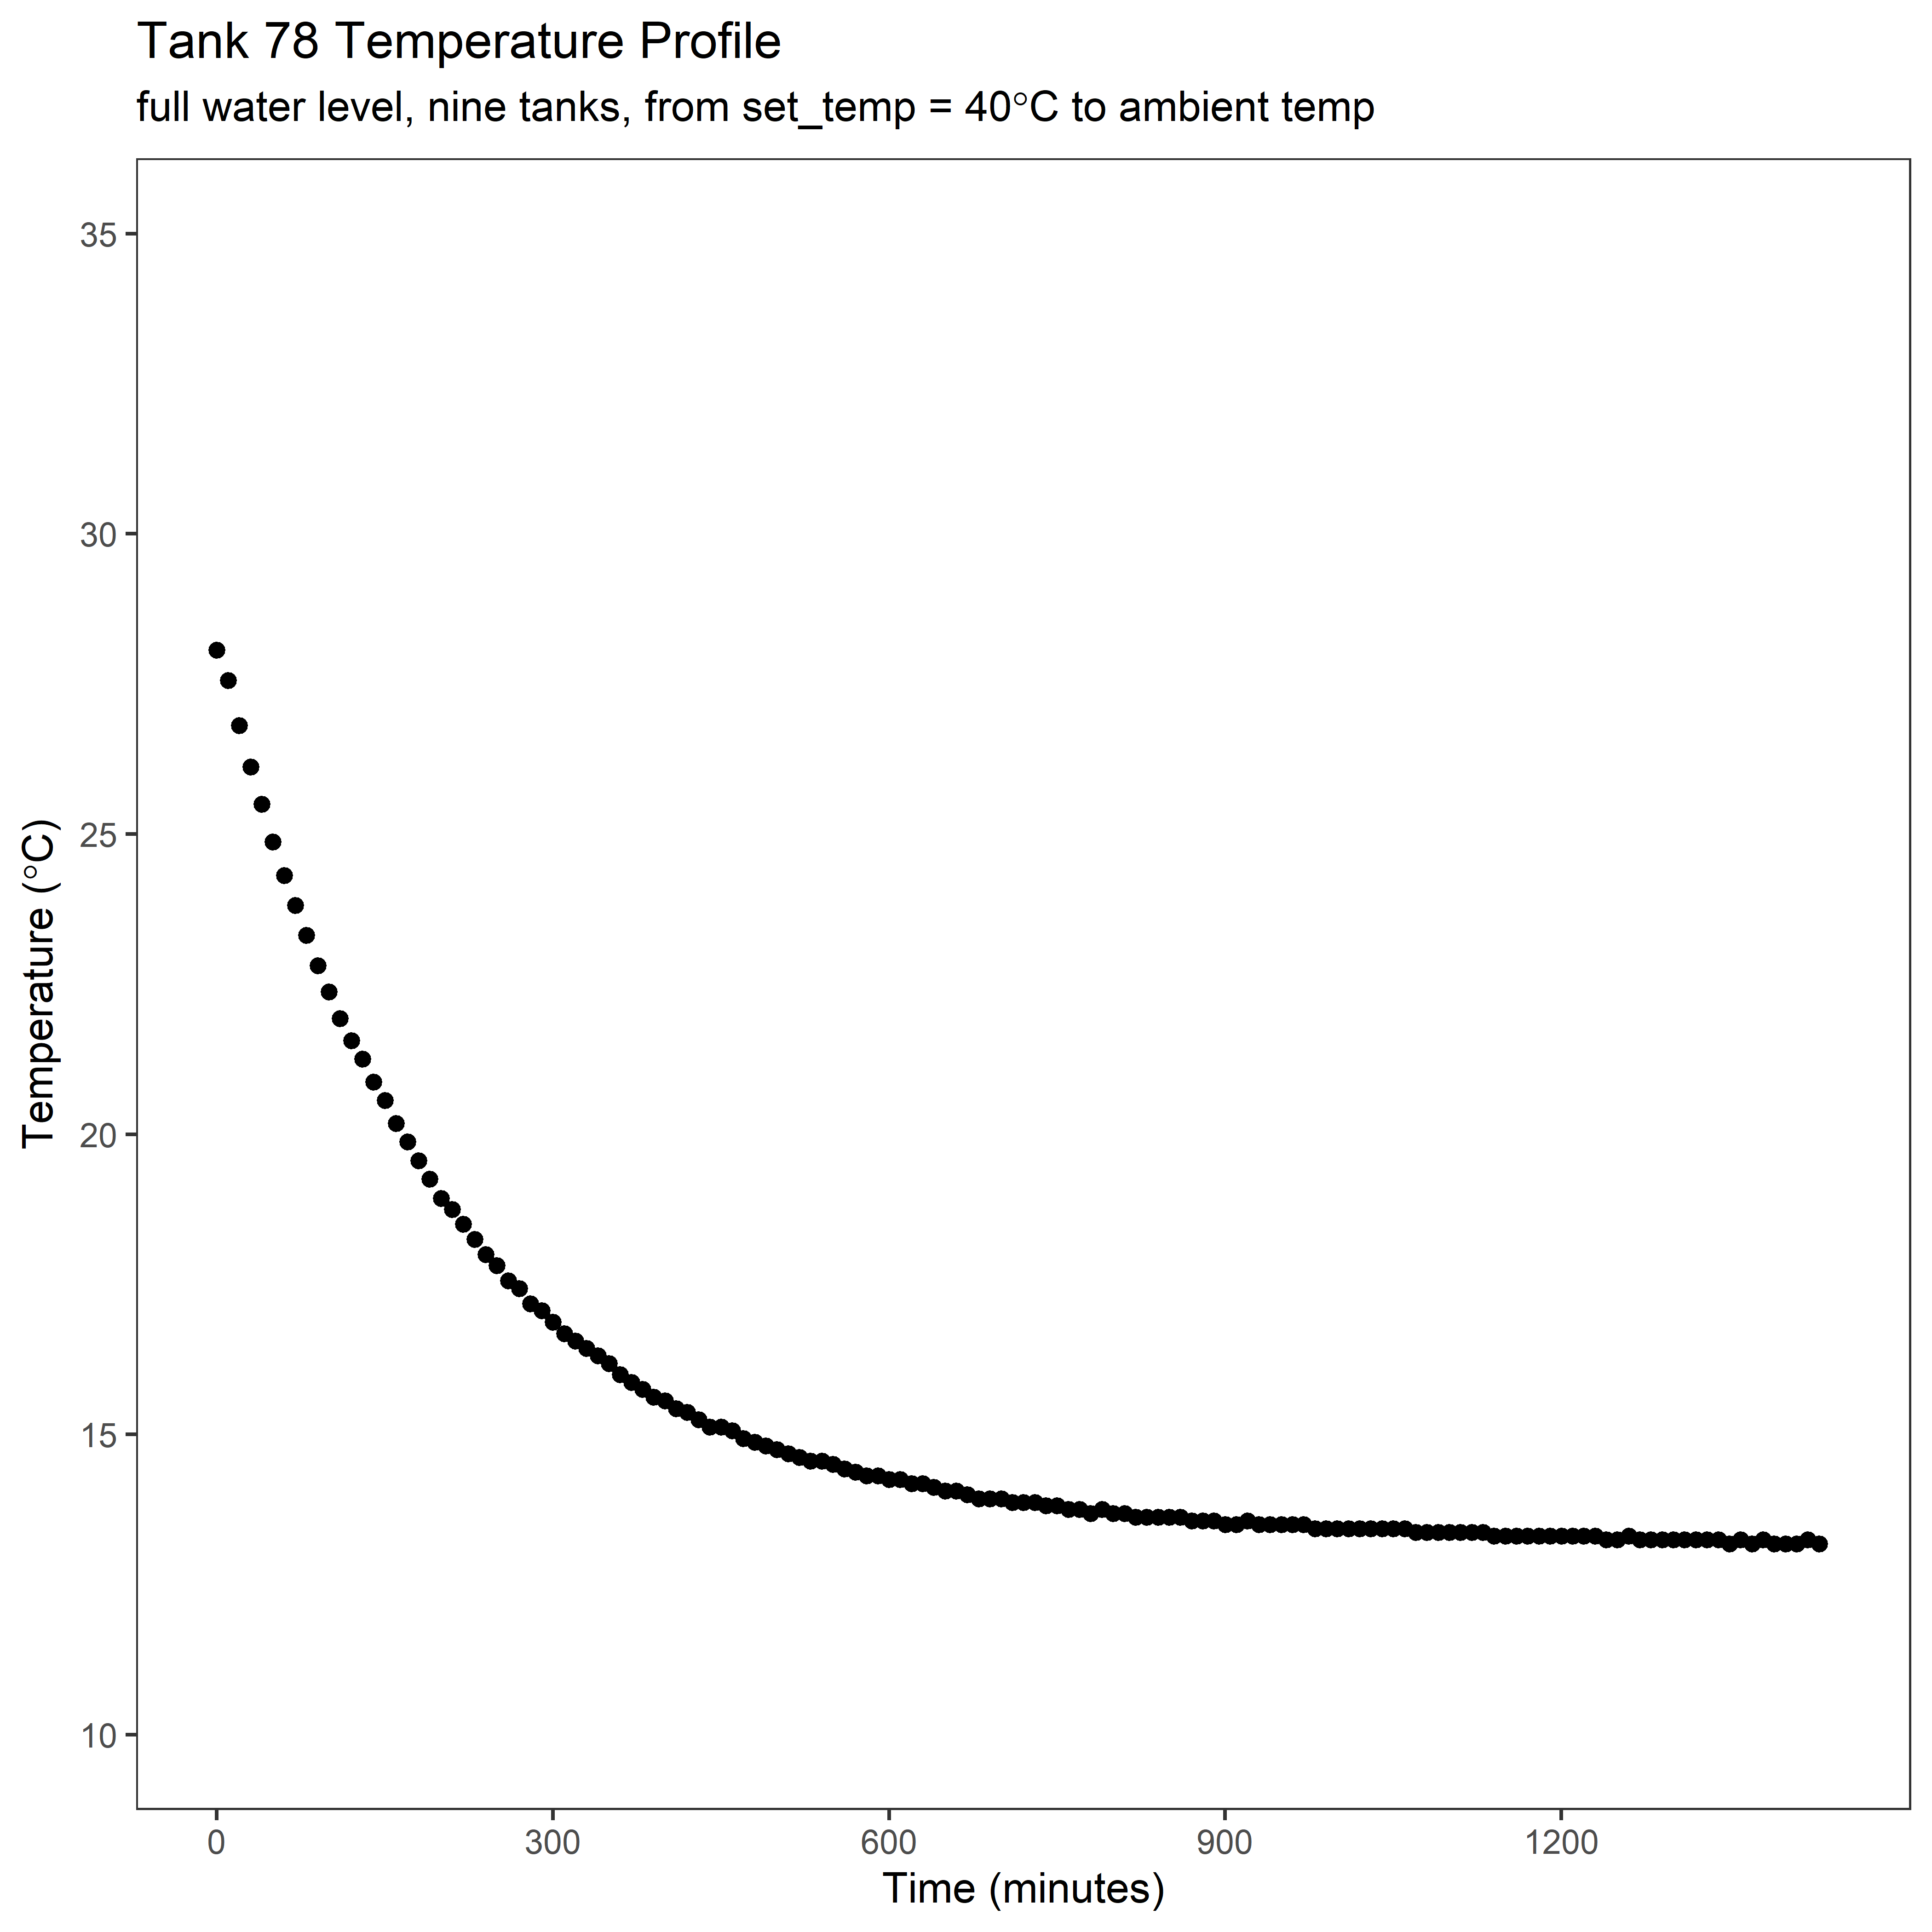 Tank 78 Temperature Profile
full water level, nine tanks, from set_temp = 40°C to ambient temp
35
30
25
20
15
10
Temperature (°C)
0 300 600 900 1200
Time (minutes)